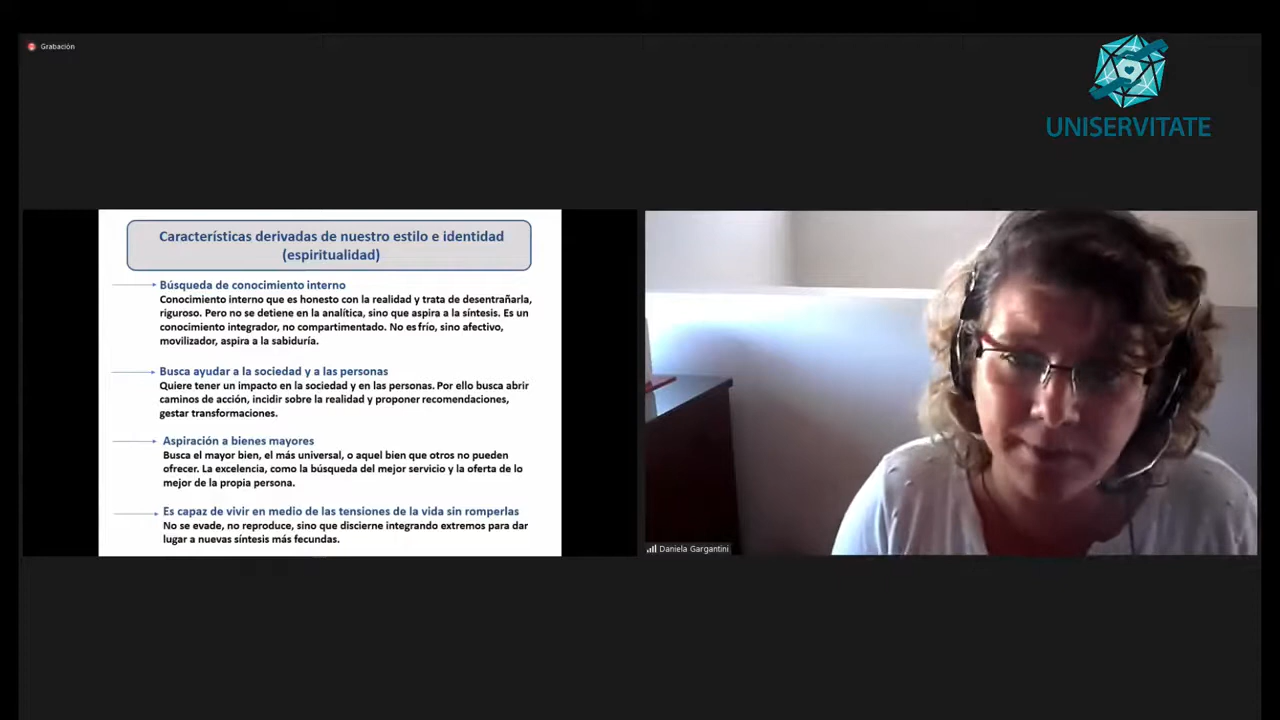 Grabación
UNISERVITATE
Características derivadas de nuestro estilo e identidad
(espiritualidad)
Búsqueda de conocimiento interno
Conocimiento interno que es honesto con la realidad y trata de desentrañarla,
riguroso. Pero no se detiene en la analítica, sino que aspira a la síntesis. Es un
conocimiento integrador, no compartimentado. No es frío, sino afectivo,
movilizador, aspira a la sabiduría.
Busca ayudar a la sociedad y a las personas
Quiere tener un impacto en la sociedad y en las personas. Por ello busca abrir
caminos de acción, incidir sobre la realidad y proponer recomendaciones,
gestar transformaciones.
Aspiración a bienes mayores
Busca el mayor bien, el más universal, o aquel bien que otros no pueden
ofrecer. La excelencia, como la búsqueda del mejor servicio y la oferta de lo
mejor de la propia persona.
Es capaz de vivir en medio de las tensiones de la vida sin romperlas
No se evade, no reproduce, sino que discierne integrando extremos para dar
lugar a nuevas síntesis más fecundas.
Daniela Gargantini